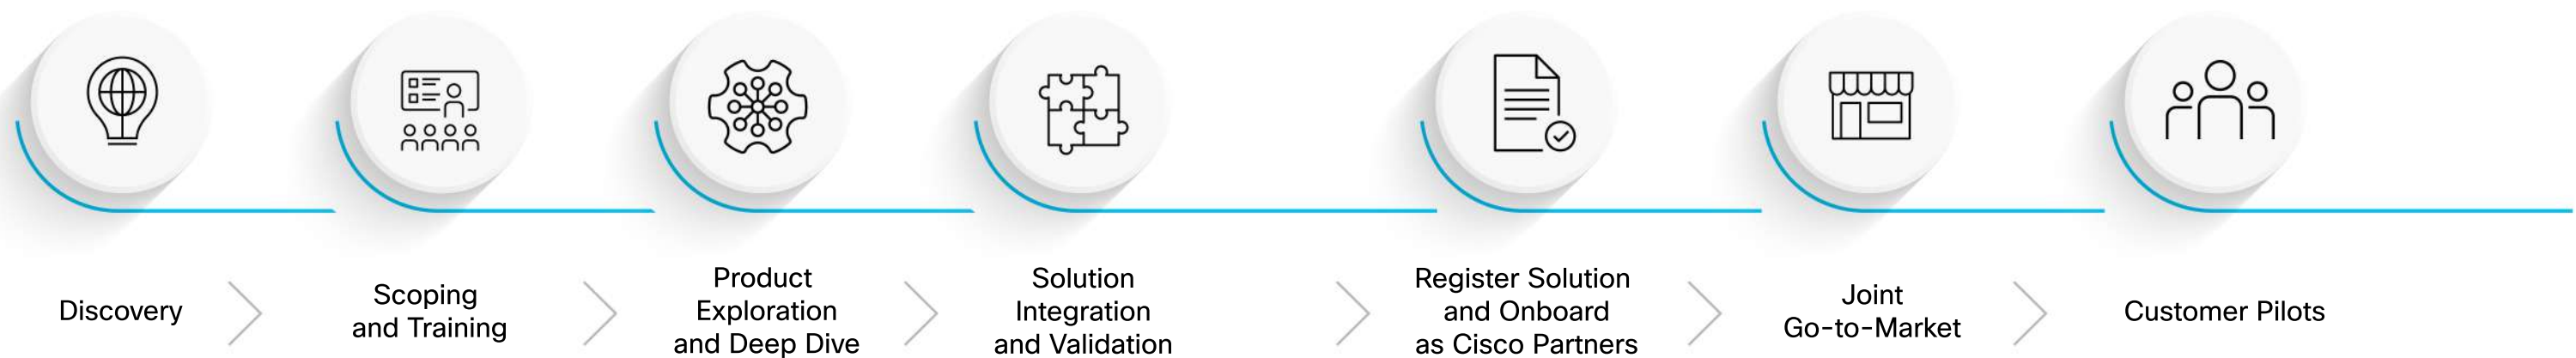 Discovery
Scoping
and Training
Product
Exploration
and Deep Dive
Solution
Integration
and Validation
Register Solution
and Onboard
as Cisco Partners
Joint
Go-to-Market
Customer Pilots